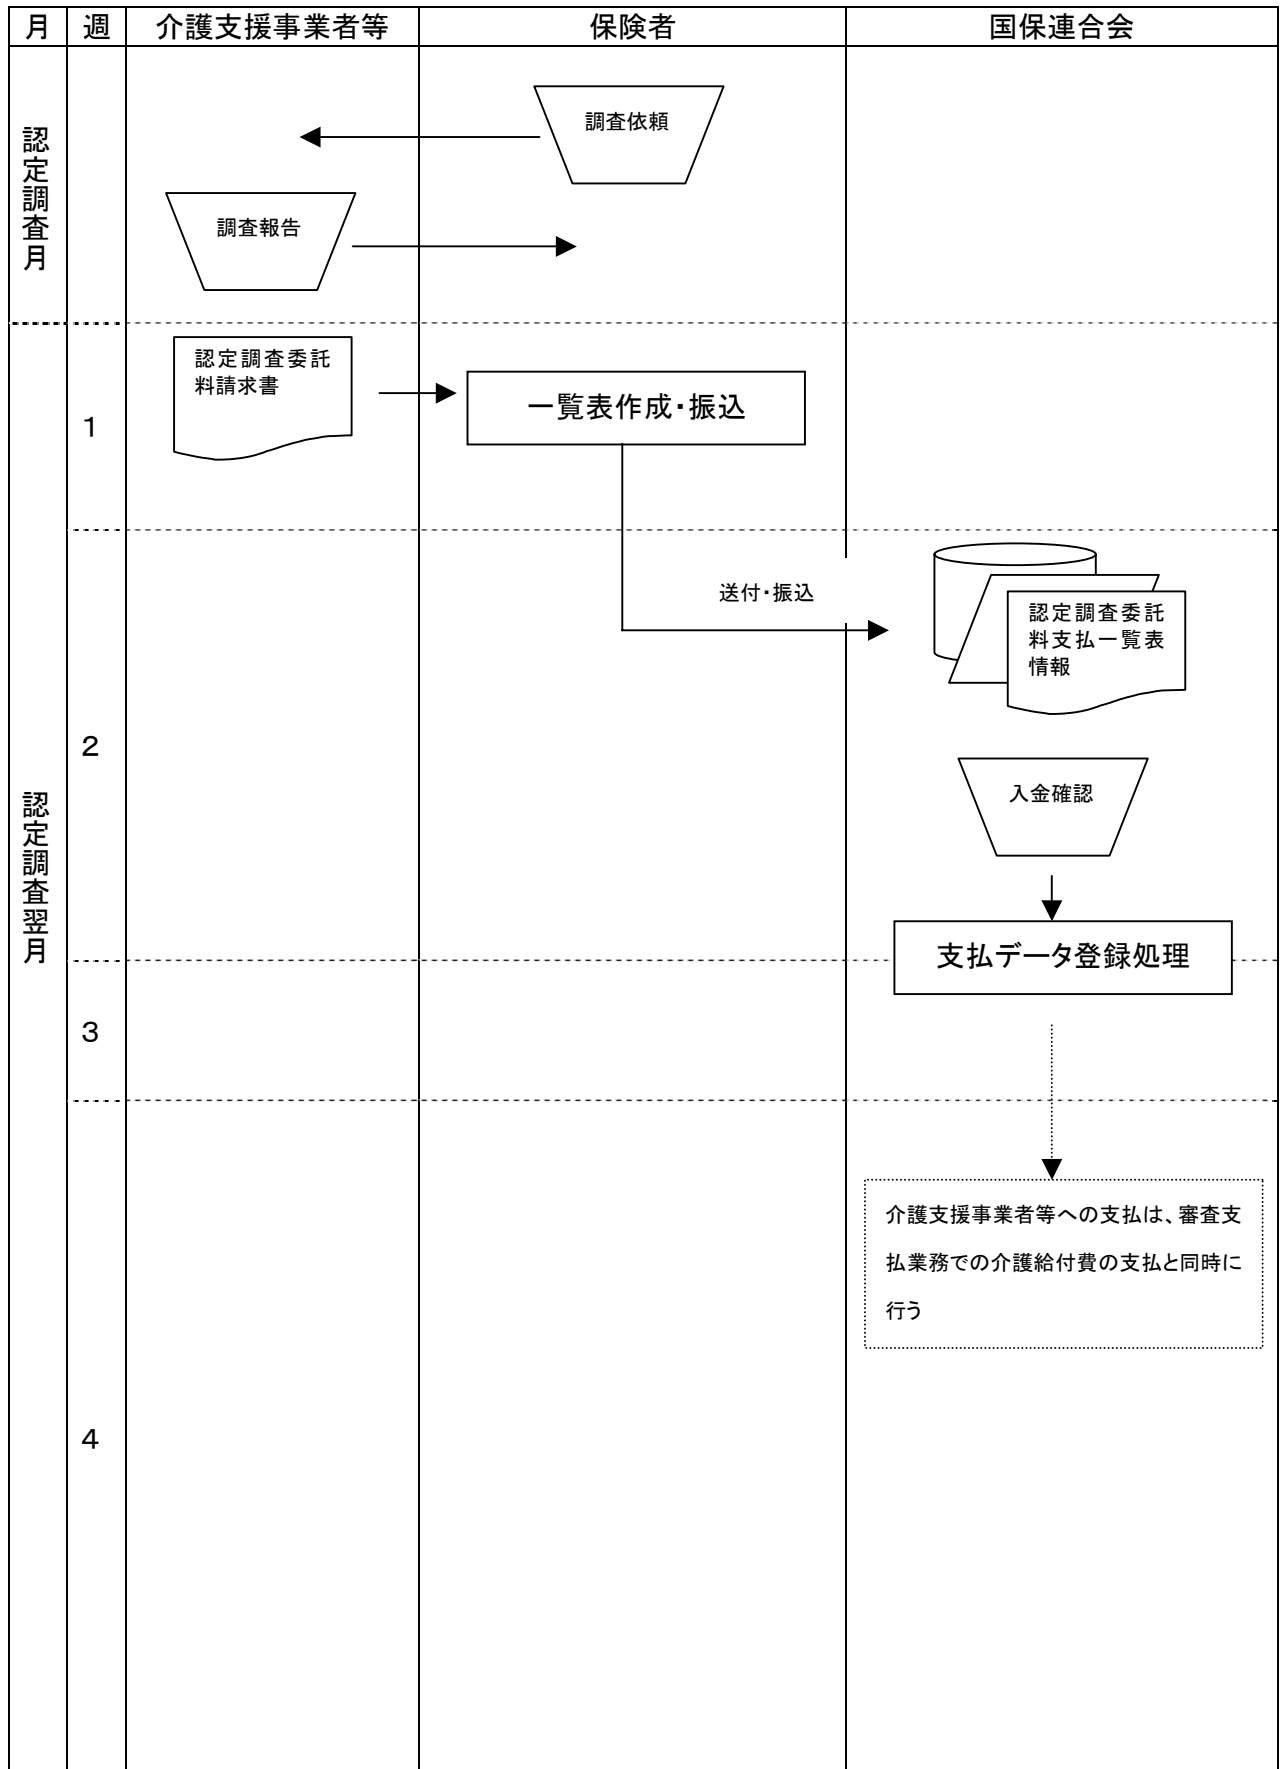 月 週 介護支援事業者等 保険者 国保連合会
認定調査月
調査依頼
調査報告
認定調査翌月
1
認定調査委託
料請求書
一覧表作成・振込
2
送付・振込
認定調査委託
料支払一覧表
情報
入金確認
支払データ登録処理
3
4
介護支援事業者等への支払は、審査支
払業務での介護給付費の支払と同時に
行う